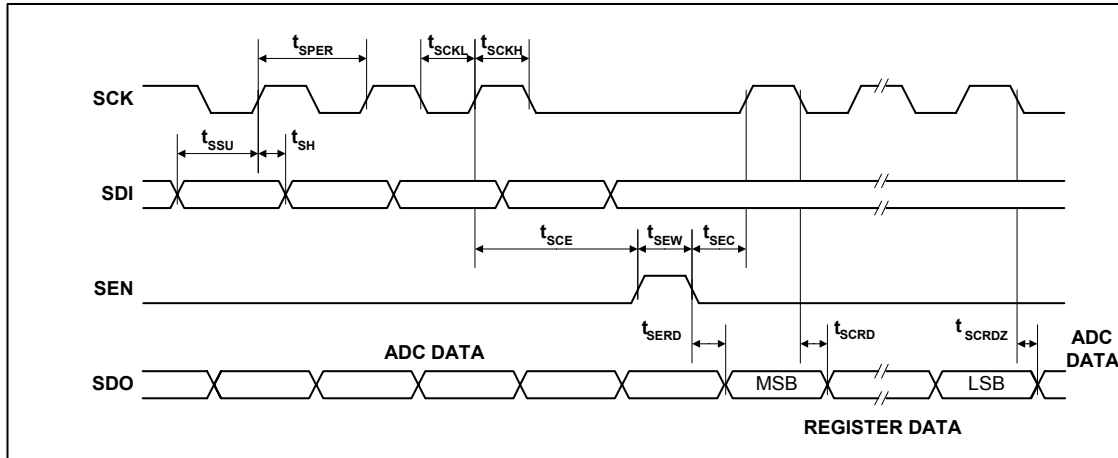 tSPER
tSCKL
tSCKH
SCK
tSSU
tSH
SDI
tSCE
tSEW
tSEC
SEN
tSERD
tSCRD
tSCRDZ
ADC DATA
ADC
DATA
SDO
MSB
LSB
REGISTER DATA